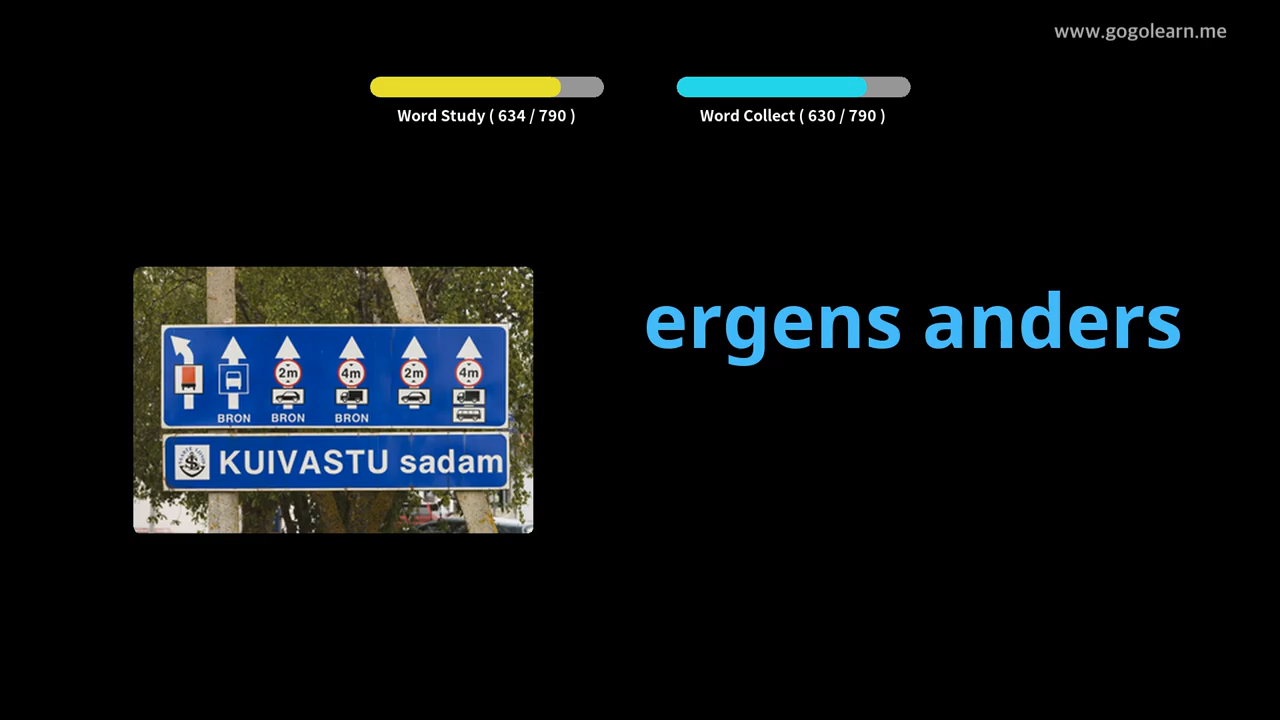 www.gogolearn.me
Word Study ( 634 / 790 )
Word Collect ( 630 / 790 )
ergens anders
2m
4m
2m
4m
BRON
BRON
BRON
KUIVASTU sadam